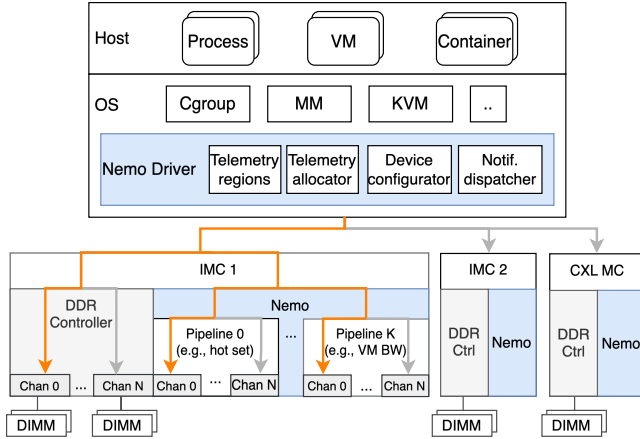 Host
Process
VM
Container
OS
Cgroup
MM
KVM
..
Nemo Driver
Telemetry
regions
Telemetry
allocator
Device
configurator
Notif.
dispatcher
IMC 1
DDR
Controller
Nemo
Pipeline 0
(e.g., hot set)
...
Pipeline K
(e.g., VM BW)
Chan 0
...
Chan N
Chan 0
...
Chan N
Chan 0
...
Chan N
DIMM
DIMM
IMC 2
DDR
Ctrl
Nemo
DIMM
CXL MC
DDR
Ctrl
Nemo
DIMM